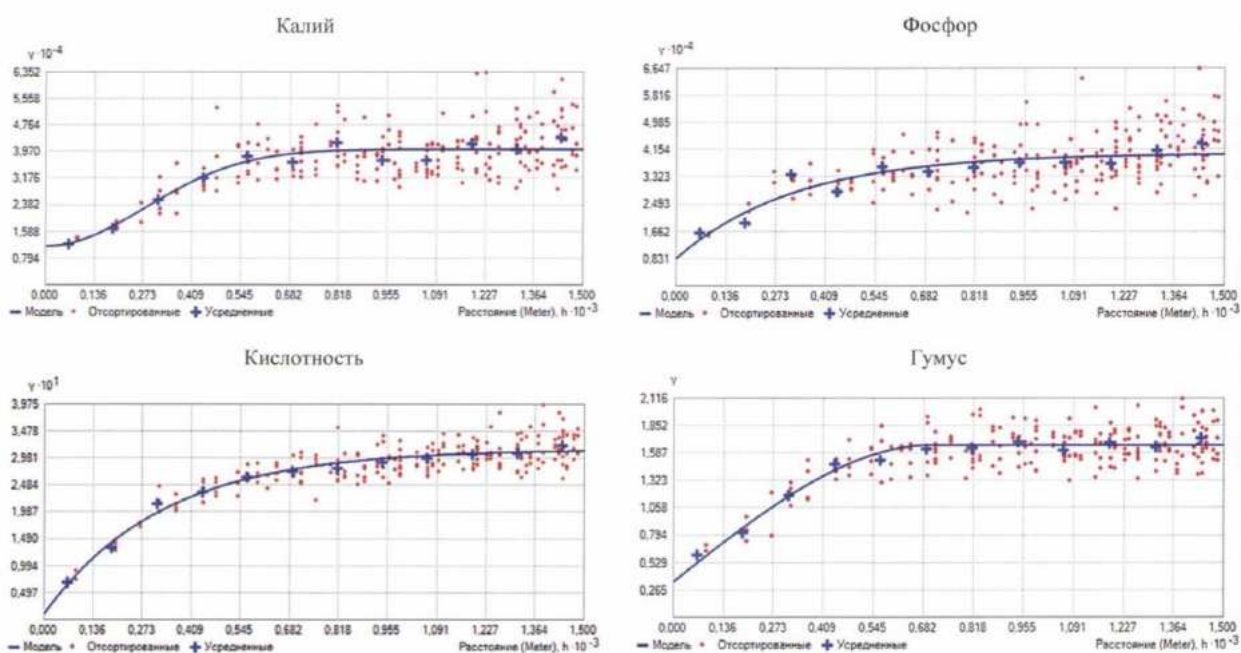 Калий
γ·10⁻⁴
6,352
5,558
4,764
3,970
3,176
2,382
1,588
0,794
0,000 0,136 0,273 0,409 0,545 0,682 0,818 0,955 1,091 1,227 1,364 1,500
Модель Отсортированные Усредненные Расстояние (Meter), h·10⁻³
Фосфор
γ·10⁻⁴
6,647
5,816
4,985
4,154
3,323
2,493
1,662
0,831
0,000 0,136 0,273 0,409 0,545 0,682 0,818 0,955 1,091 1,227 1,364 1,500
Модель Отсортированные Усредненные Расстояние (Meter), h·10⁻³
Кислотность
γ·10¹
3,975
3,478
2,981
2,484
1,987
1,490
0,994
0,497
0,000 0,136 0,273 0,409 0,545 0,682 0,818 0,955 1,091 1,227 1,364 1,500
Модель Отсортированные Усредненные Расстояние (Meter), h·10⁻³
Гумус
γ
2,116
1,852
1,587
1,323
1,058
0,794
0,529
0,265
0,000 0,136 0,273 0,409 0,545 0,682 0,818 0,955 1,091 1,227 1,364 1,500
Модель Отсортированные Усредненные Расстояние (Meter), h·10⁻³